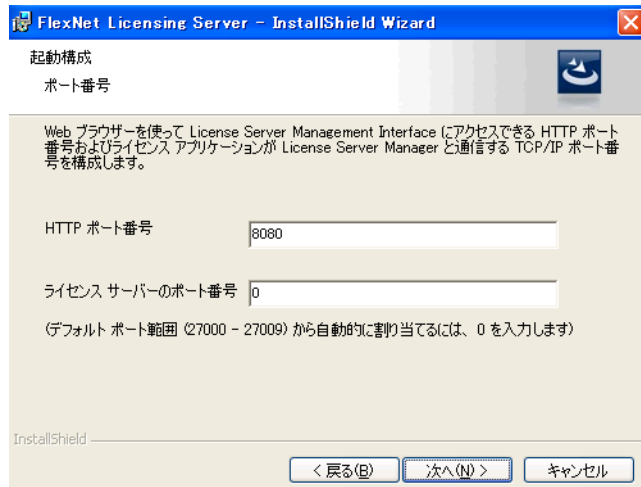 FlexNet Licensing Server - InstallShield Wizard
起動構成
ポート番号
Web ブラウザーを使って License Server Management Interface にアクセスできる HTTP ポート
番号およびライセンス アプリケーションが License Server Manager と通信する TCP/IP ポート番
号を構成します。
HTTP ポート番号
8080
ライセンス サーバーのポート番号
0
(デフォルト ポート範囲 (27000 - 27009) から自動的に割り当てるには、0 を入力します)
InstallShield
< 戻る(B)
次へ(N) >
キャンセル